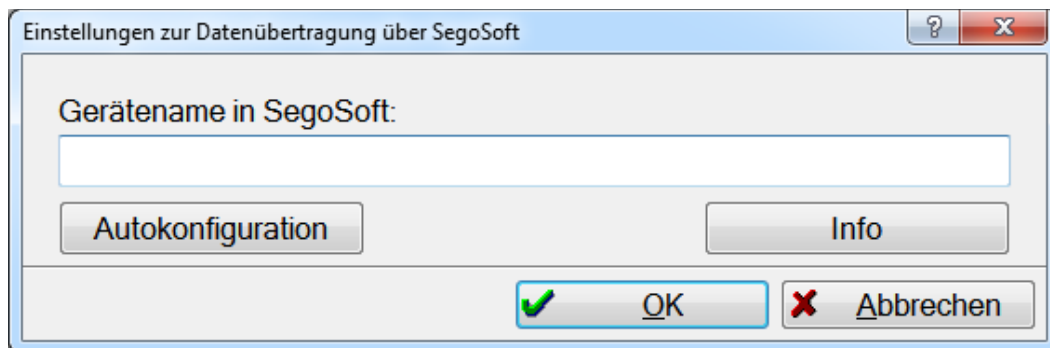 Einstellungen zur Datenübertragung über SegoSoft
Gerätename in SegoSoft:
Autokonfiguration Info
OK Abbrechen